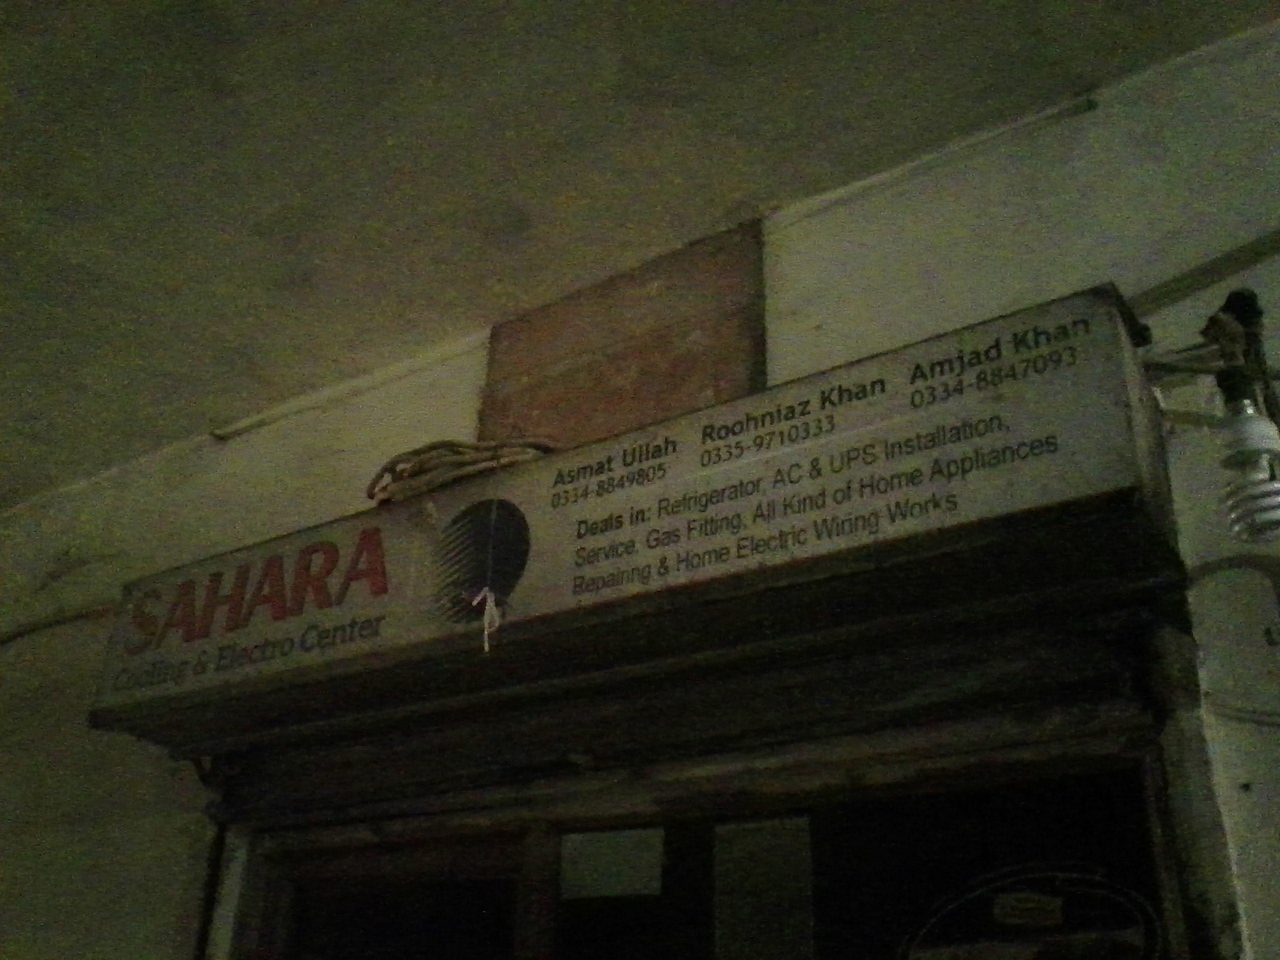 SAHARA
Cooling & Electro Center
Asmat Ullah
0334-8849805
Roohniaz Khan
0335-9710333
Amjad Khan
0334-8847093
Deals in: Refrigerator, AC & UPS Installation,
Service, Gas Fitting, All Kind of Home Appliances
Repairing & Home Electric Wiring Works